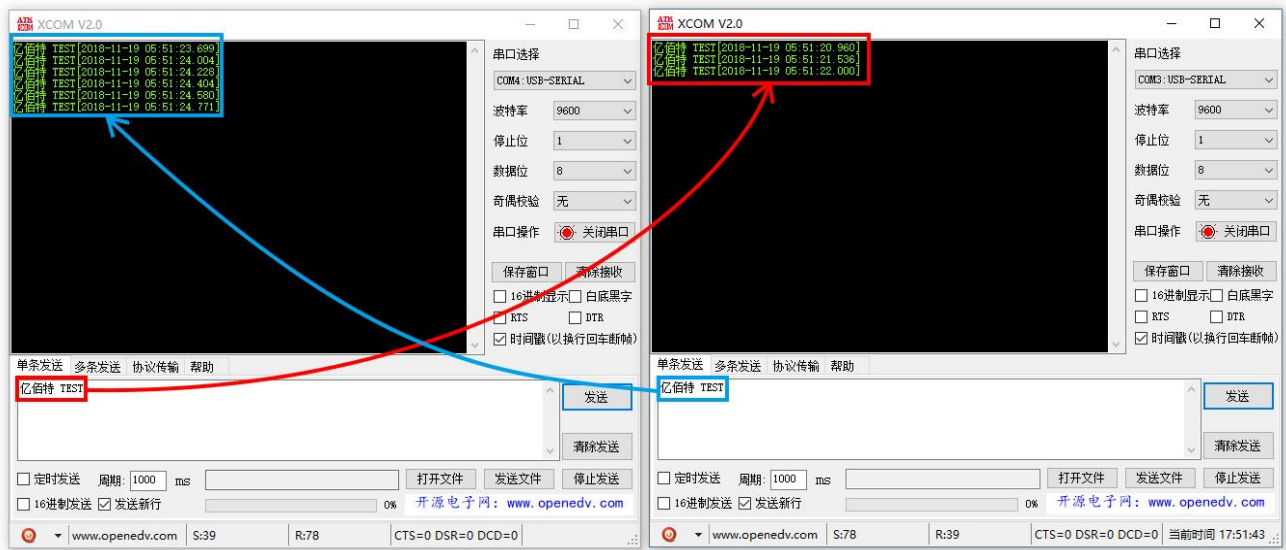 XCOM V2.0
亿佰特 TEST[2018-11-19 05:51:23.699]
亿佰特 TEST[2018-11-19 05:51:24.004]
亿佰特 TEST[2018-11-19 05:51:24.228]
亿佰特 TEST[2018-11-19 05:51:24.404]
亿佰特 TEST[2018-11-19 05:51:24.580]
亿佰特 TEST[2018-11-19 05:51:24.771]
串口选择
COM4:USB-SERIAL
波特率 9600
停止位 1
数据位 8
奇偶校验 无
串口操作 关闭串口
保存窗口 清除接收
16进制显示 白底黑字
RTS DTR
时间戳(以换行回车断帧)
单条发送 多条发送 协议传输 帮助
亿佰特 TEST
发送
清除发送
定时发送 周期: 1000 ms 打开文件 发送文件 停止发送
16进制发送 发送新行 0% 开源电子网: www.openedv.com
www.openedv.com S:39 R:78 CTS=0 DSR=0 DCD=0
ATK XCOM
XCOM V2.0
亿佰特 TEST[2018-11-19 05:51:20.960]
亿佰特 TEST[2018-11-19 05:51:21.536]
亿佰特 TEST[2018-11-19 05:51:22.000]
串口选择
COM3:USB-SERIAL
波特率 9600
停止位 1
数据位 8
奇偶校验 无
串口操作 关闭串口
保存窗口 清除接收
16进制显示 白底黑字
RTS DTR
时间戳(以换行回车断帧)
单条发送 多条发送 协议传输 帮助
亿佰特 TEST
发送
清除发送
定时发送 周期: 1000 ms 打开文件 发送文件 停止发送
16进制发送 发送新行 0% 开源电子网: www.openedv.com
www.openedv.com S:78 R:39 CTS=0 DSR=0 DCD=0 当前时间 17:51:43